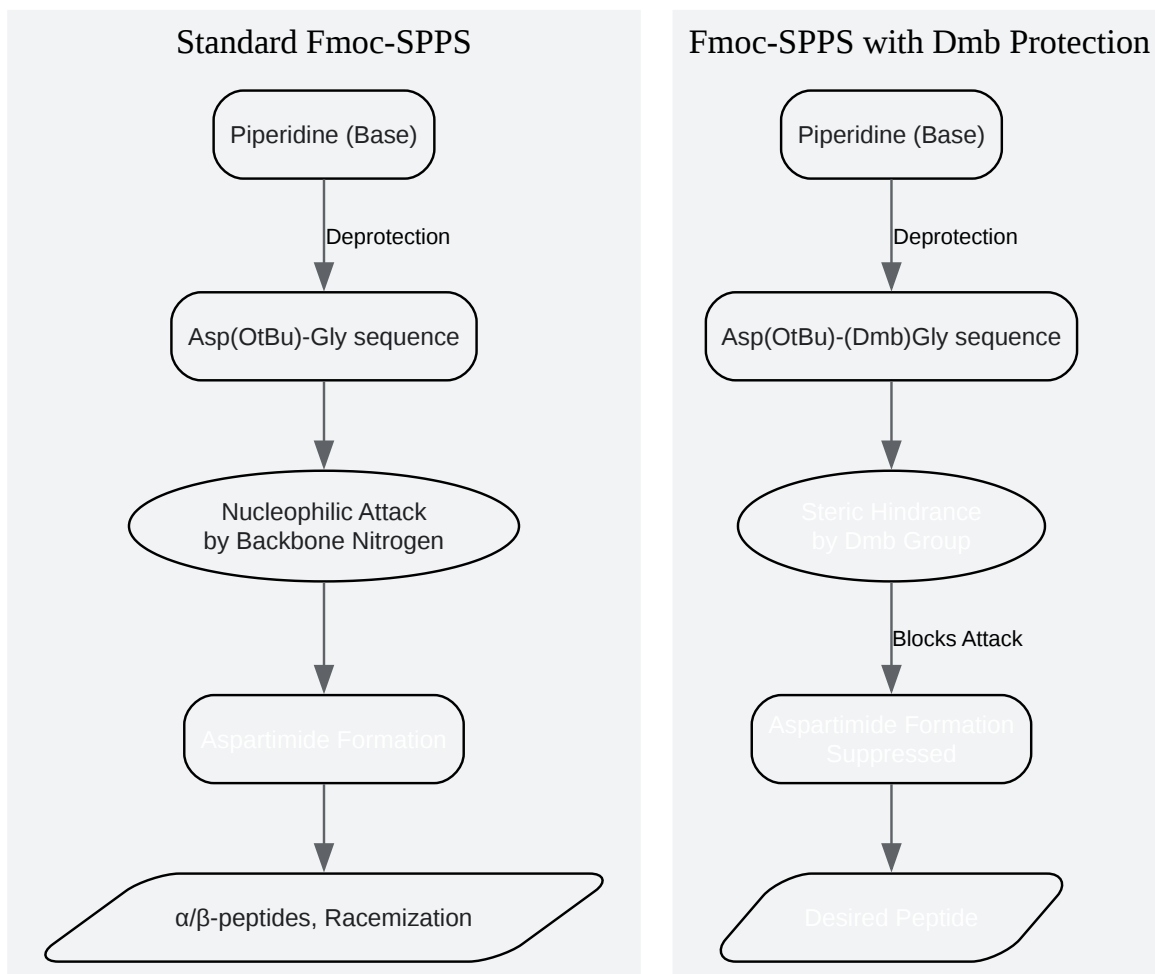 Standard Fmoc-SPPS
Piperidine (Base)
Deprotection
Asp(OtBu)-Gly sequence
Nucleophilic Attack
by Backbone Nitrogen
Aspartimide Formation
α/β-peptides, Racemization
Fmoc-SPPS with Dmb Protection
Piperidine (Base)
Deprotection
Asp(OtBu)-(Dmb)Gly sequence
Steric Hindrance
by Dmb Group
Blocks Attack
Aspartimide Formation
Suppressed
Desired Peptide